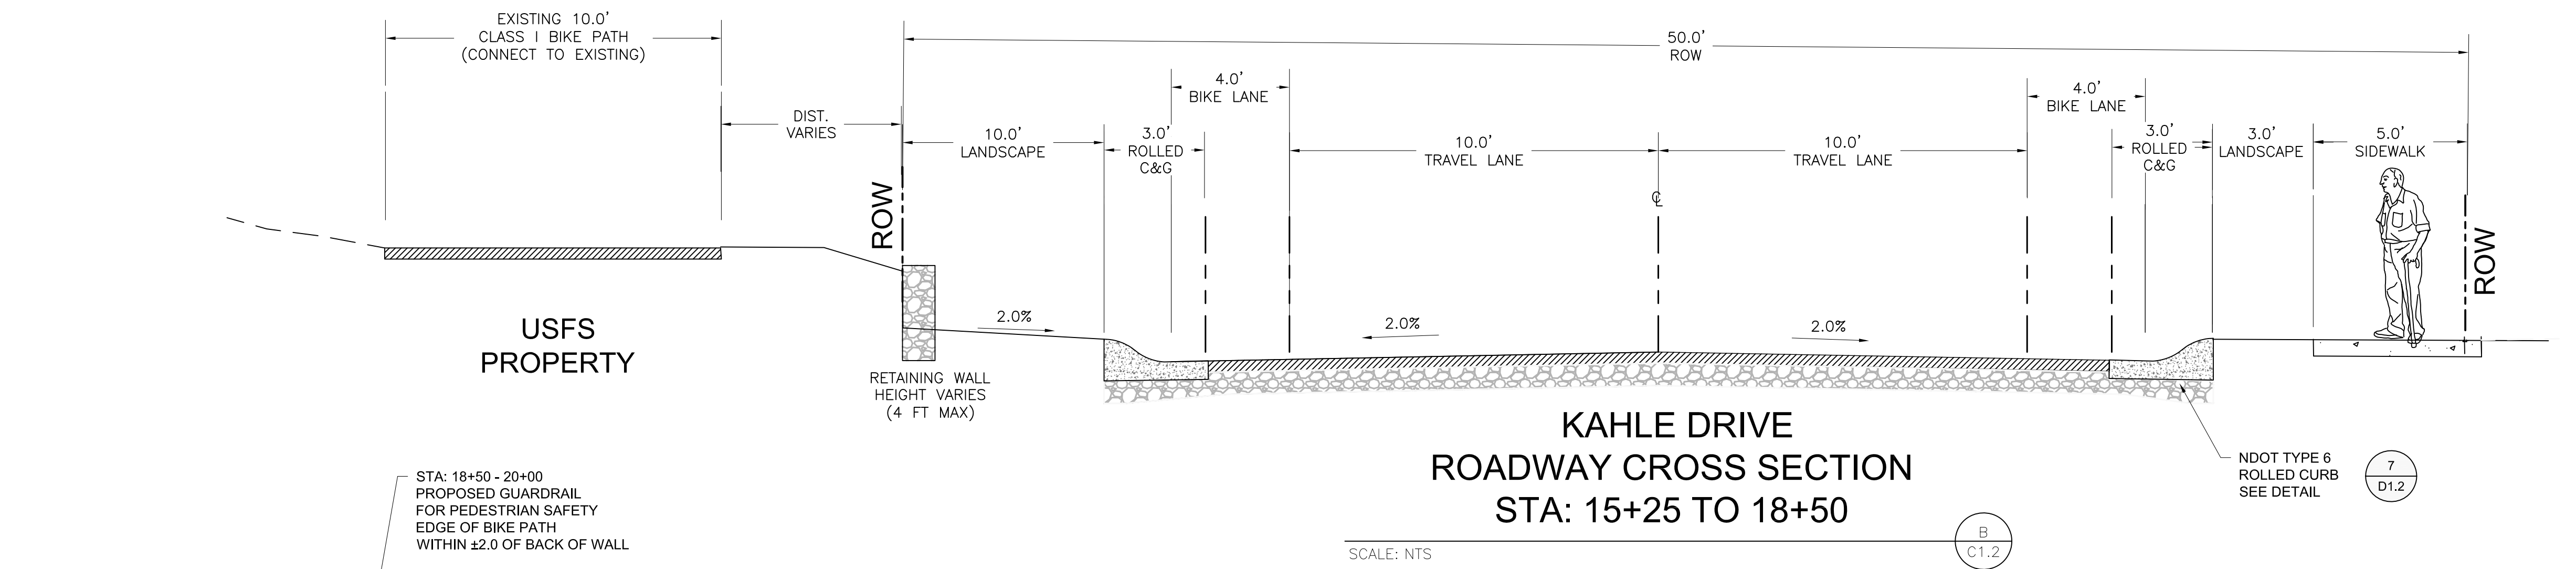 EXISTING 10.0'
CLASS I BIKE PATH
(CONNECT TO EXISTING)
50.0'
ROW
4.0'
BIKE LANE
4.0'
BIKE LANE
DIST.
VARIES
10.0'
LANDSCAPE
3.0'
ROLLED
C&G
10.0'
TRAVEL LANE
10.0'
TRAVEL LANE
3.0'
ROLLED
C&G
3.0'
LANDSCAPE
5.0'
SIDEWALK
ROW
℄
ROW
2.0%
2.0%
2.0%
USFS
PROPERTY
RETAINING WALL
HEIGHT VARIES
(4 FT MAX)
KAHLE DRIVE
ROADWAY CROSS SECTION
STA: 15+25 TO 18+50
SCALE: NTS
B
C1.2
NDOT TYPE 6
ROLLED CURB
SEE DETAIL
7
D1.2
STA: 18+50 - 20+00
PROPOSED GUARDRAIL
FOR PEDESTRIAN SAFETY
EDGE OF BIKE PATH
WITHIN ±2.0 OF BACK OF WALL